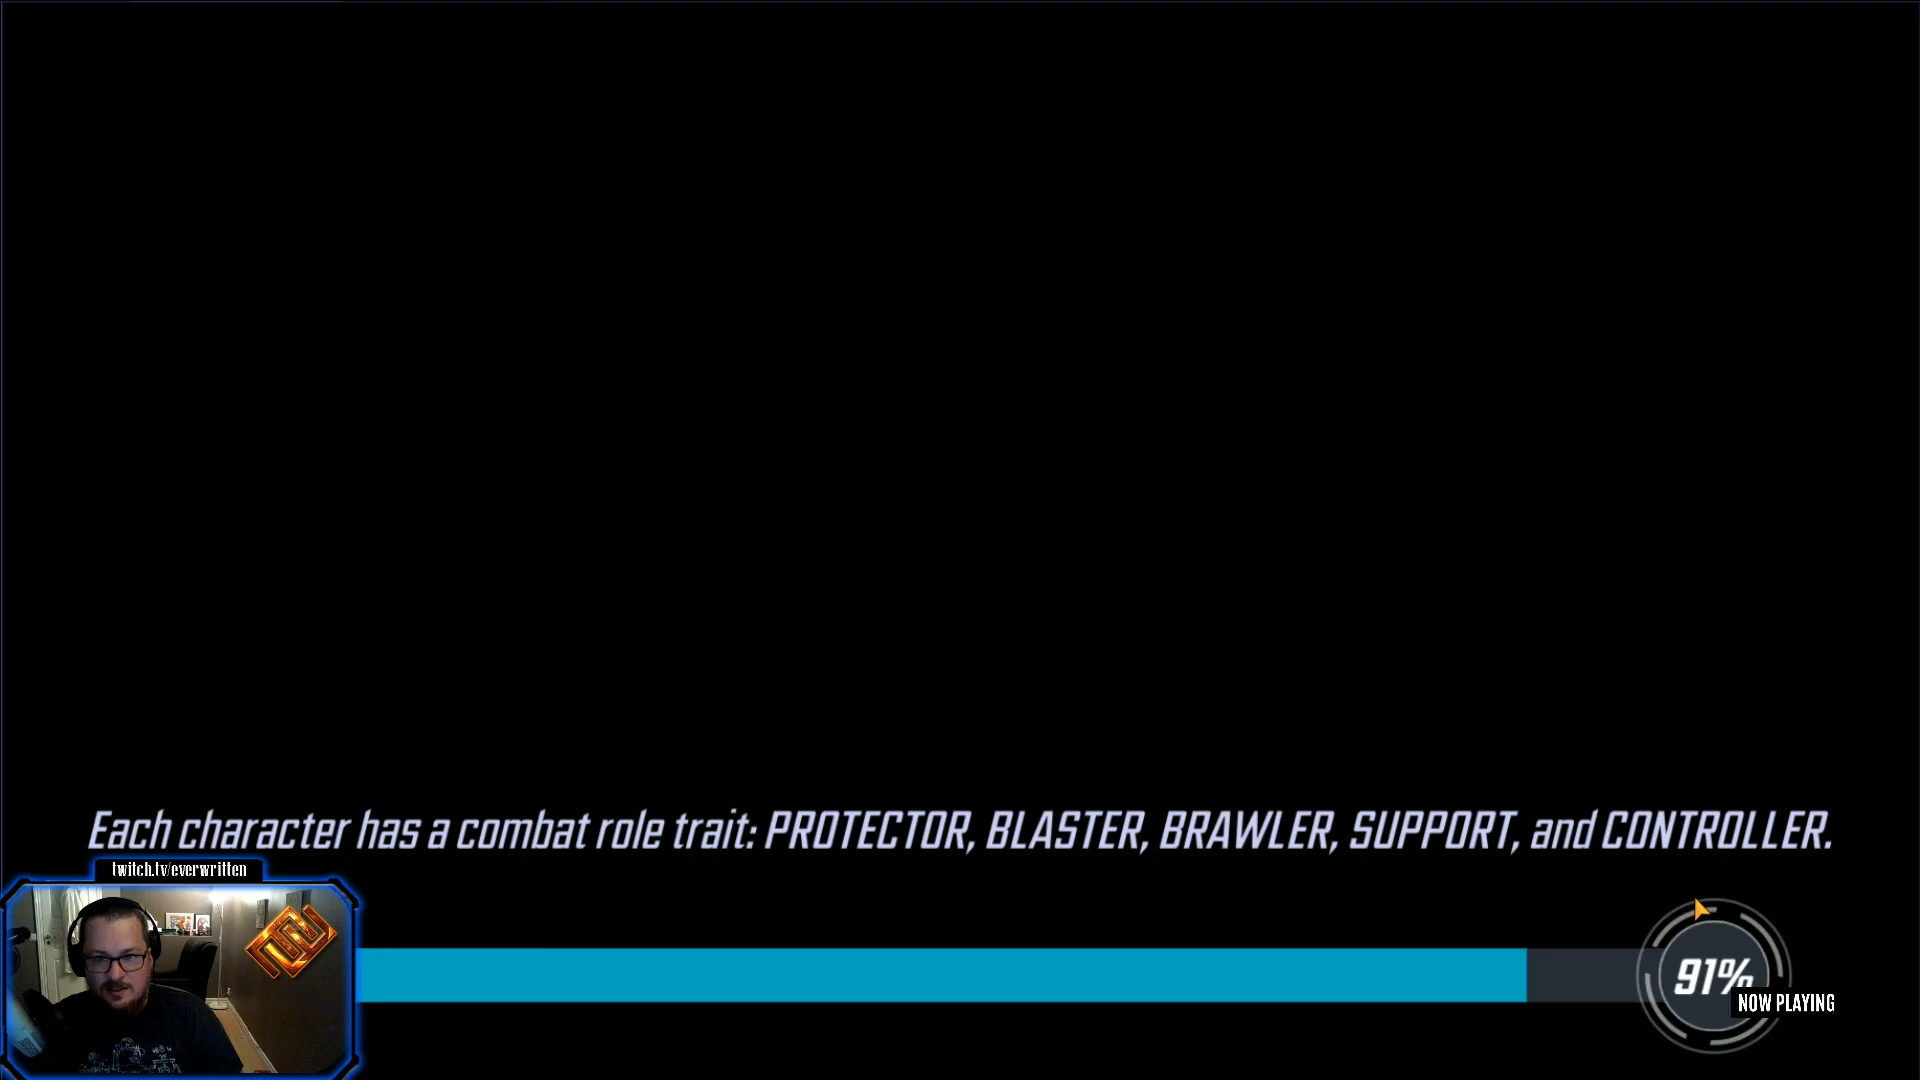 Each character has a combat role trait: PROTECTOR, BLASTER, BRAWLER, SUPPORT, and CONTROLLER.
twitch.tv/everwritten
91%
NOW PLAYING